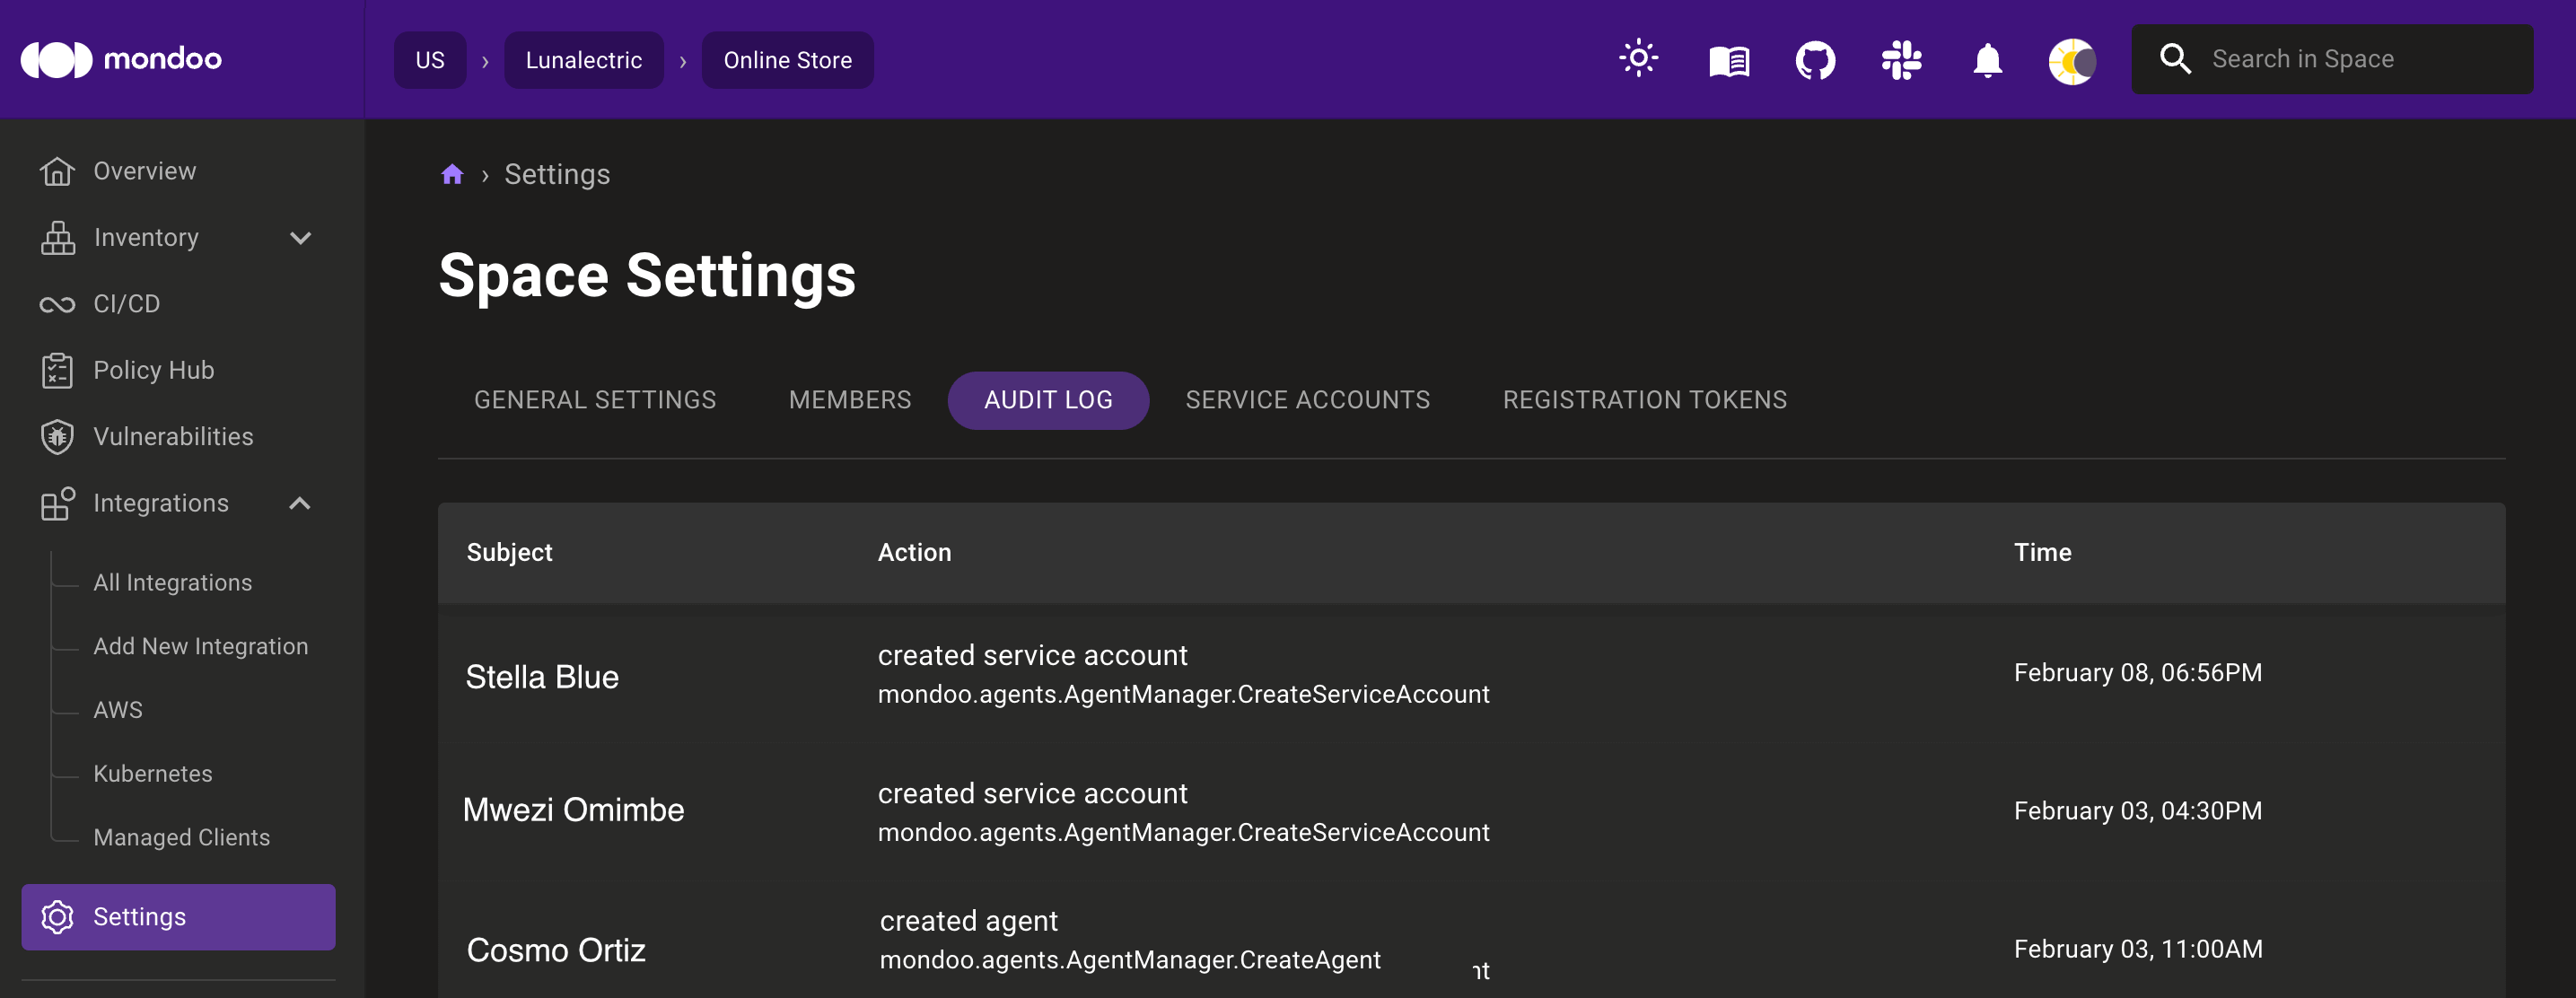 mondoo
US › Lunalectric › Online Store
Search in Space
Overview
Inventory
CI/CD
Policy Hub
Vulnerabilities
Integrations
All Integrations
Add New Integration
AWS
Kubernetes
Managed Clients
Settings
› Settings
Space Settings
GENERAL SETTINGS MEMBERS AUDIT LOG SERVICE ACCOUNTS REGISTRATION TOKENS
Subject Action Time
Stella Blue
created service account
mondoo.agents.AgentManager.CreateServiceAccount
February 08, 06:56PM
Mwezi Omimbe
created service account
mondoo.agents.AgentManager.CreateServiceAccount
February 03, 04:30PM
Cosmo Ortiz
created agent
mondoo.agents.AgentManager.CreateAgent
February 03, 11:00AM